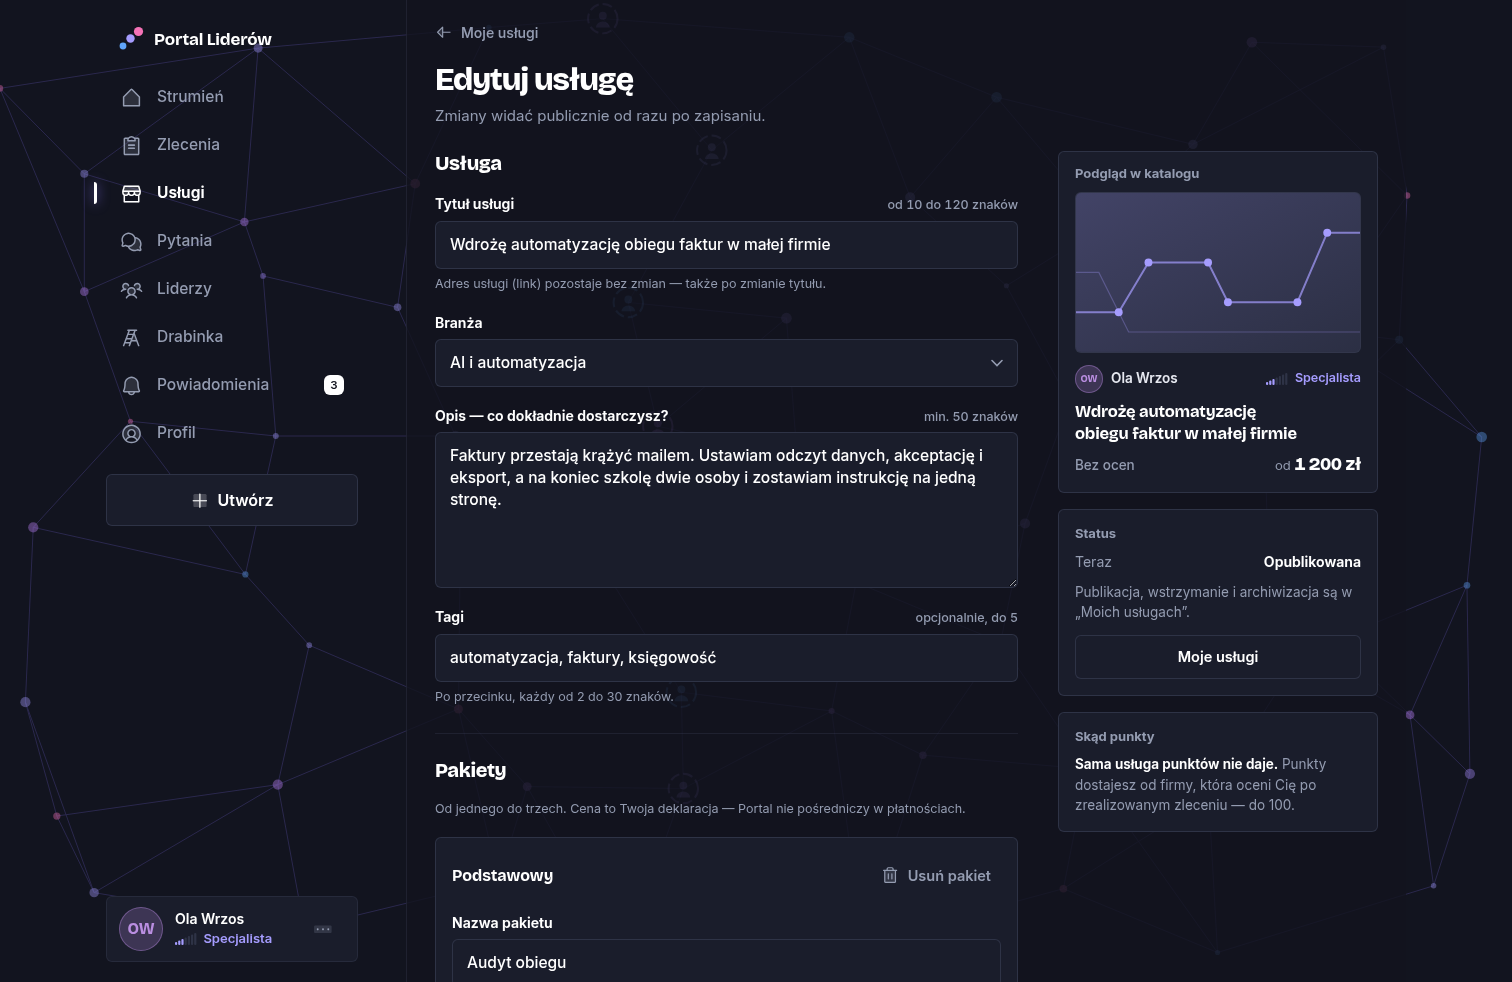 Portal Liderów
Strumień
Zlecenia
Usługi
Pytania
Liderzy
Drabinka
Powiadomienia 3
Profil
Utwórz
OW
Ola Wrzos
Specjalista
Moje usługi
Edytuj usługę
Zmiany widać publicznie od razu po zapisaniu.
Usługa
Tytuł usługi od 10 do 120 znaków
Wdrożę automatyzację obiegu faktur w małej firmie
Adres usługi (link) pozostaje bez zmian — także po zmianie tytułu.
Branża
AI i automatyzacja
Opis — co dokładnie dostarczysz? min. 50 znaków
Faktury przestają krążyć mailem. Ustawiam odczyt danych, akceptację i
eksport, a na koniec szkolę dwie osoby i zostawiam instrukcję na jedną
stronę.
Tagi opcjonalnie, do 5
automatyzacja, faktury, księgowość
Po przecinku, każdy od 2 do 30 znaków.
Pakiety
Od jednego do trzech. Cena to Twoja deklaracja — Portal nie pośredniczy w płatnościach.
Podstawowy Usuń pakiet
Nazwa pakietu
Audyt obiegu
Podgląd w katalogu
OW Ola Wrzos Specjalista
Wdrożę automatyzację
obiegu faktur w małej firmie
Bez ocen od 1 200 zł
Status
Teraz Opublikowana
Publikacja, wstrzymanie i archiwizacja są w
„Moich usługach”.
Moje usługi
Skąd punkty
Sama usługa punktów nie daje. Punkty
dostajesz od firmy, która oceni Cię po
zrealizowanym zleceniu — do 100.